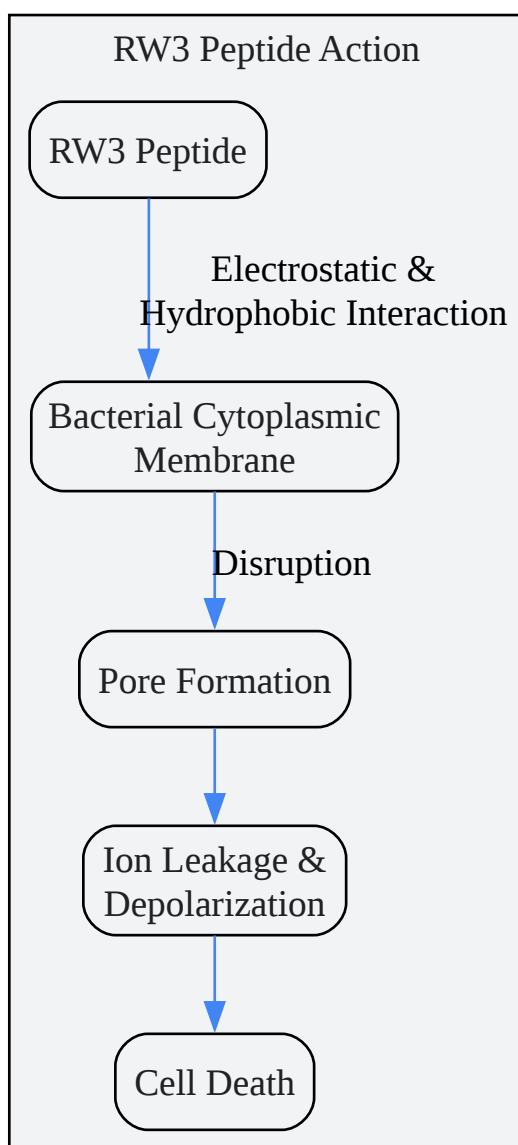 RW3 Peptide Action
RW3 Peptide
Electrostatic &
Hydrophobic Interaction
Bacterial Cytoplasmic
Membrane
Disruption
Pore Formation
Ion Leakage &
Depolarization
Cell Death